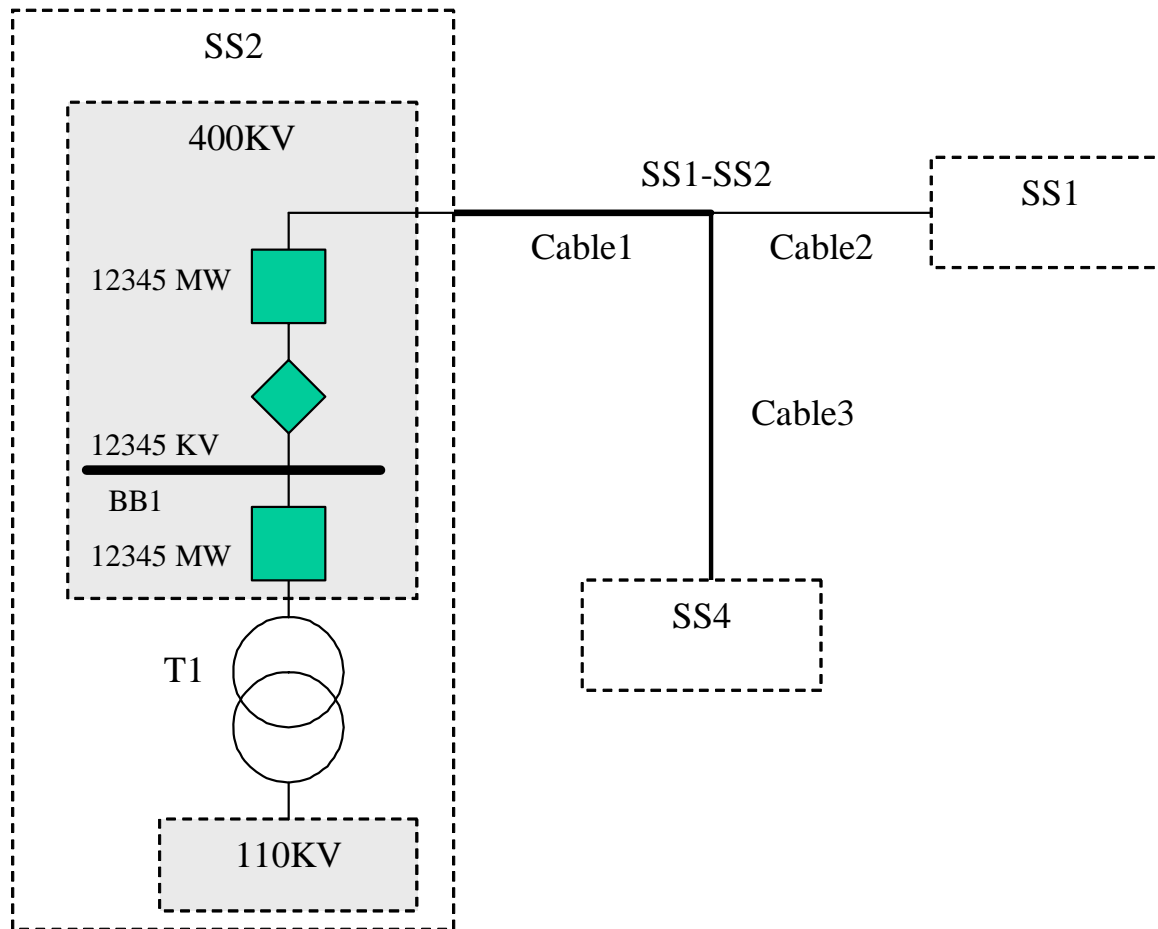 SS2
400KV
SS1-SS2
SS1
Cable1
Cable2
12345 MW
Cable3
12345 KV
BB1
12345 MW
SS4
T1
110KV